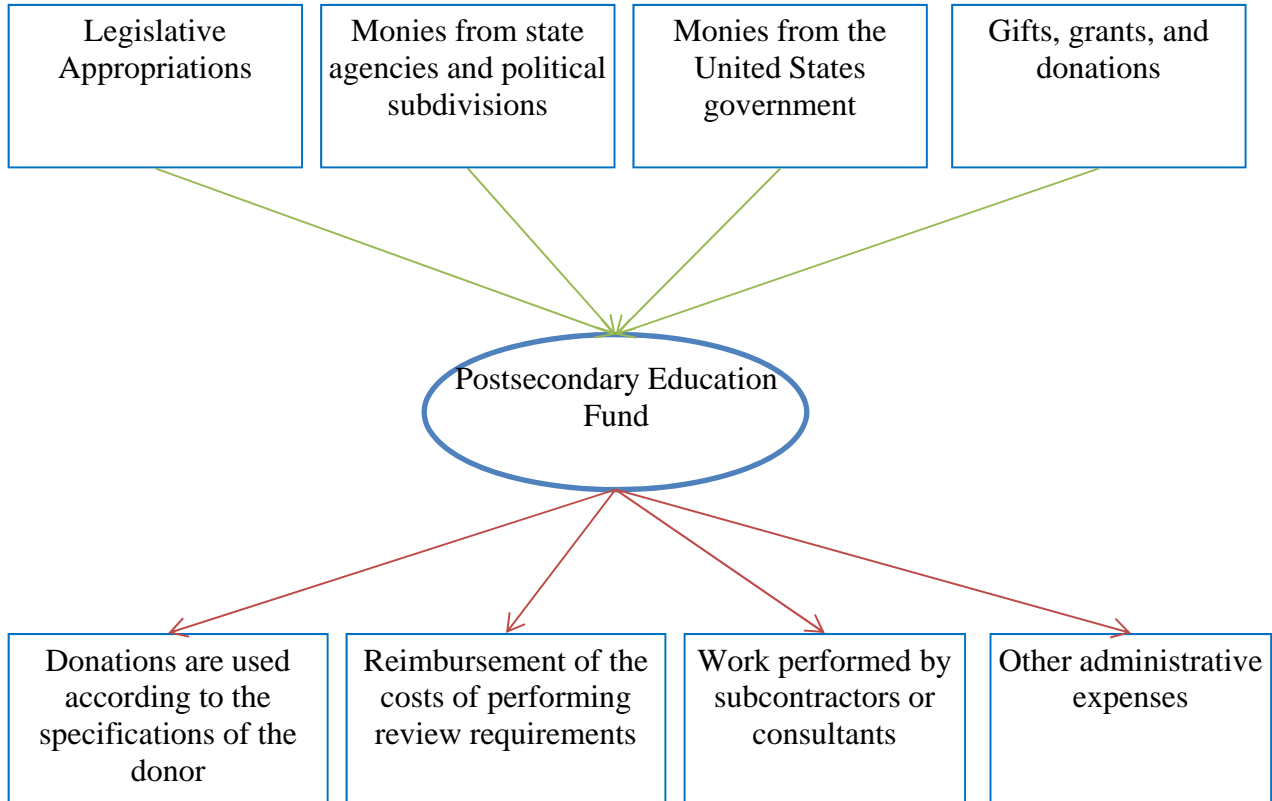 Legislative
Appropriations
Monies from state
agencies and political
subdivisions
Monies from the
United States
government
Gifts, grants, and
donations
Postsecondary Education
Fund
Donations are used
according to the
specifications of the
donor
Reimbursement of the
costs of performing
review requirements
Work performed by
subcontractors or
consultants
Other administrative
expenses